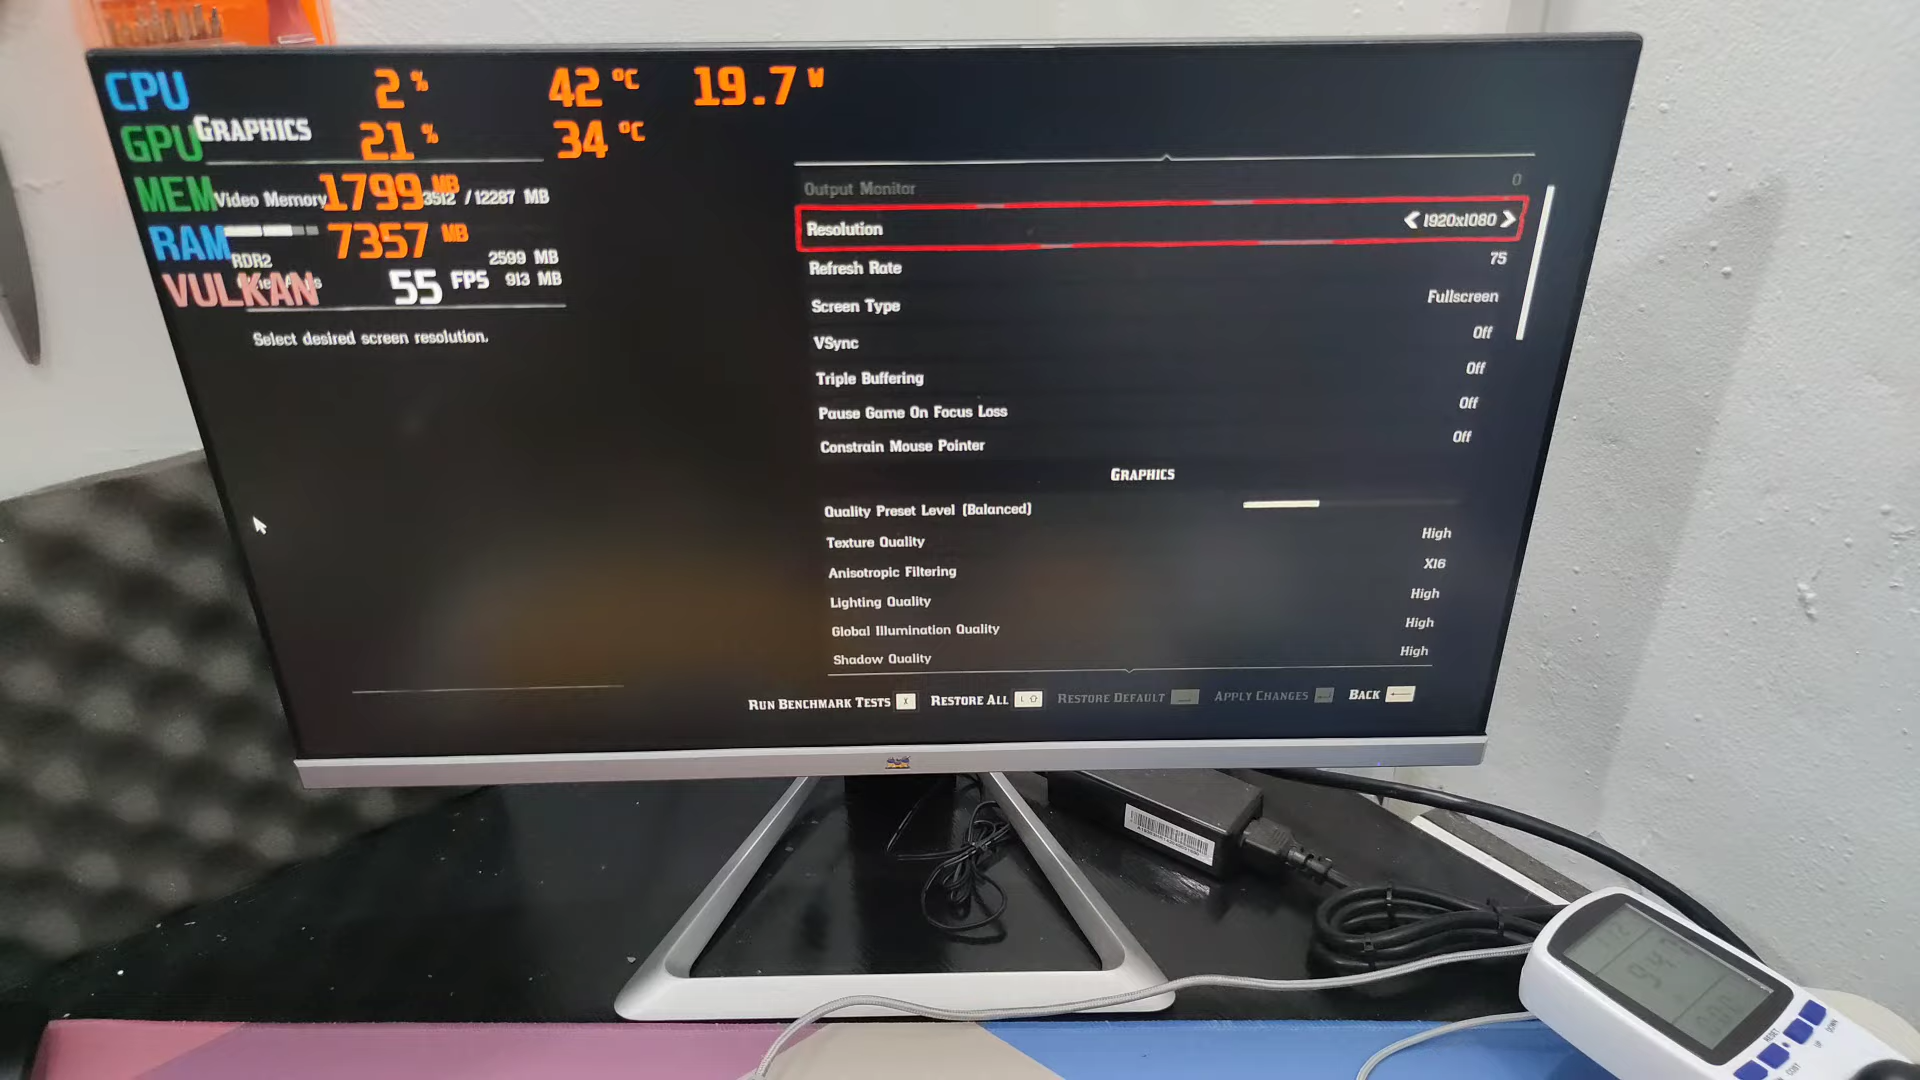 CPU 2 % 42 °C 19.7 W
GPU 21 % 34 °C
GRAPHICS
MEM 1799 MB
Video Memory 3512 / 12287 MB
RAM 7357 MB
RDR2 2599 MB
913 MB
VULKAN 55 FPS
Select desired screen resolution.
Output Monitor 0
Resolution 1920x1080
Refresh Rate 75
Screen Type Fullscreen
VSync Off
Triple Buffering Off
Pause Game On Focus Loss Off
Constrain Mouse Pointer Off
GRAPHICS
Quality Preset Level (Balanced)
Texture Quality High
Anisotropic Filtering X16
Lighting Quality High
Global Illumination Quality High
Shadow Quality High
RUN BENCHMARK TESTS X RESTORE ALL RESTORE DEFAULT APPLY CHANGES BACK
RESET
UP
DOWN